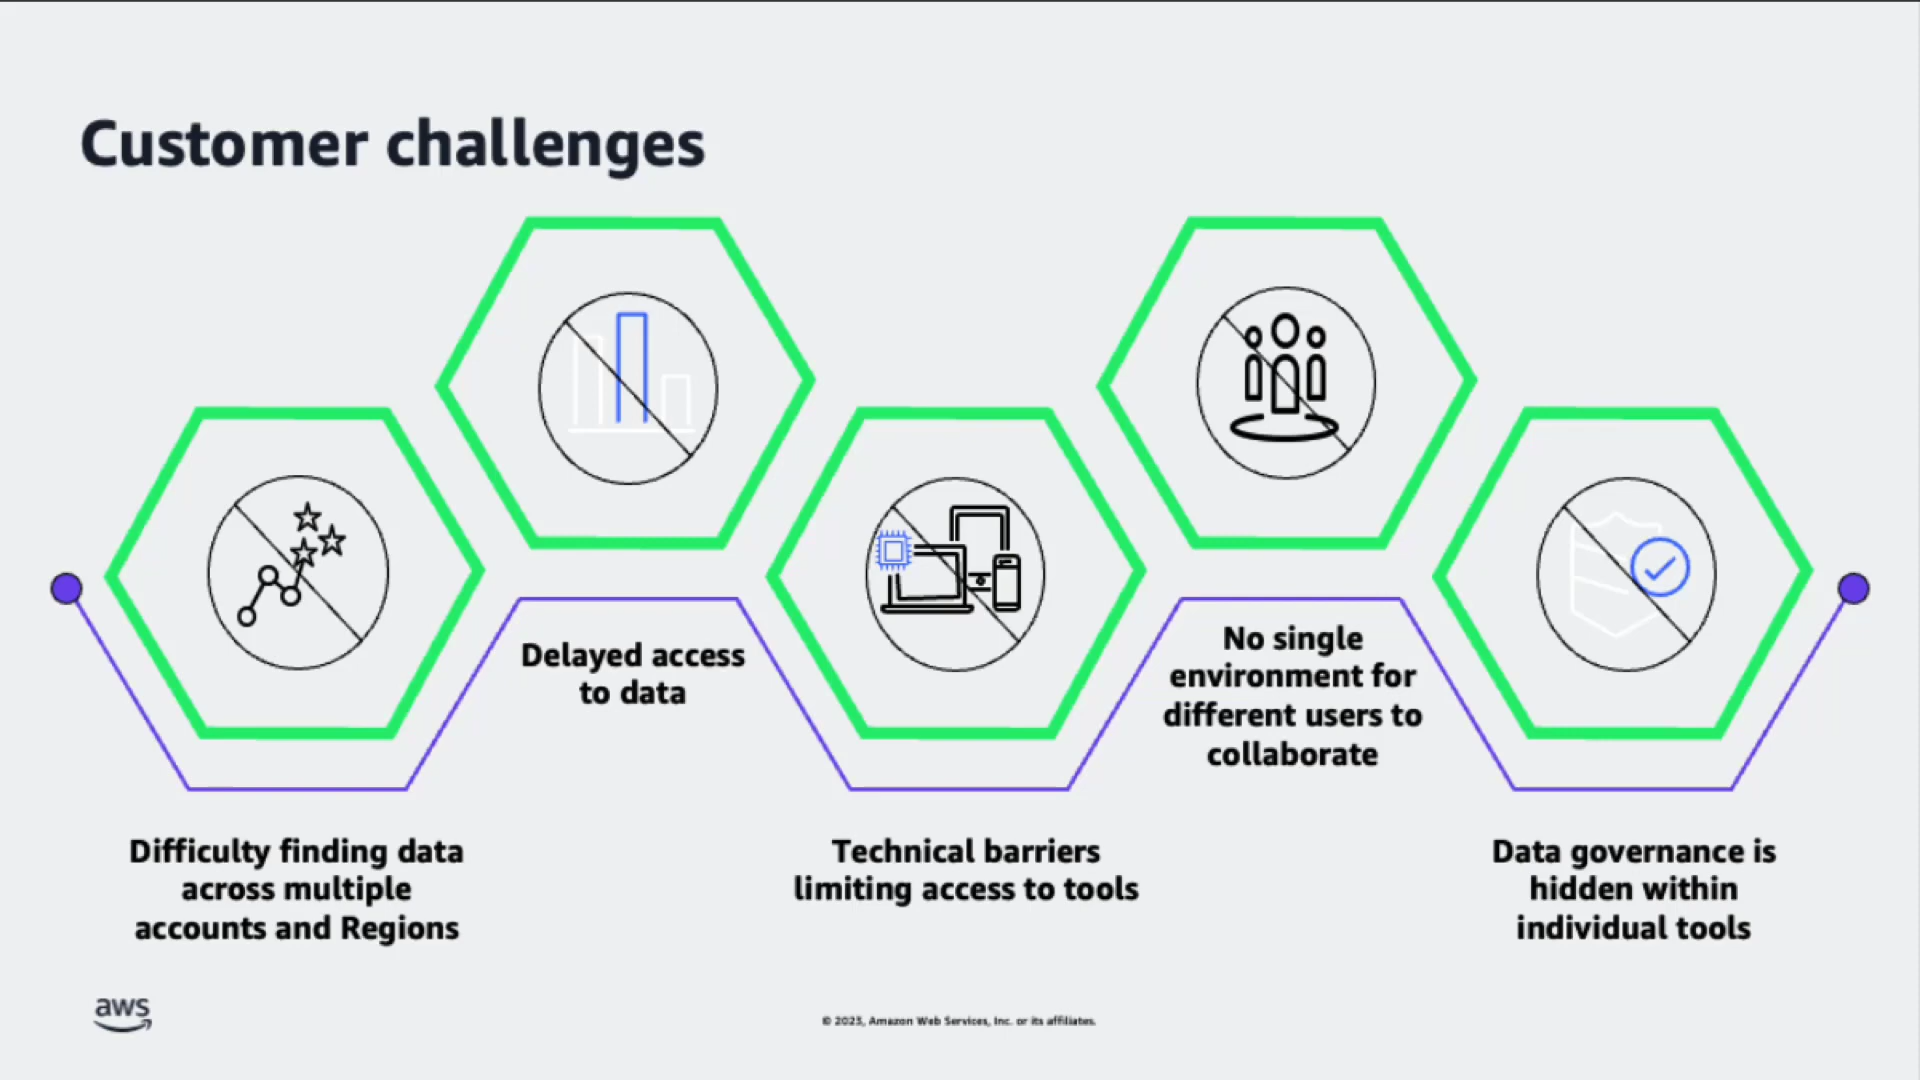 Customer challenges
Difficulty finding data
across multiple
accounts and Regions
Delayed access
to data
Technical barriers
limiting access to tools
No single
environment for
different users to
collaborate
Data governance is
hidden within
individual tools
aws
© 2023, Amazon Web Services, Inc. or its affiliates.